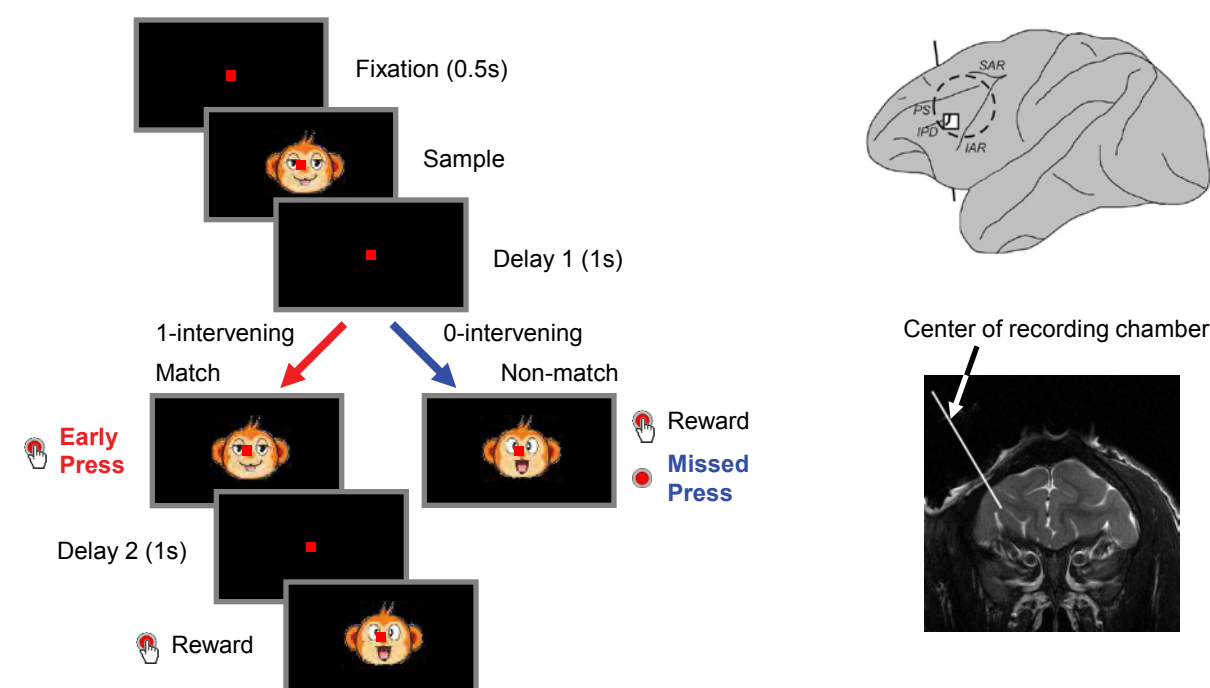 Fixation (0.5s)
Sample
Delay 1 (1s)
1-intervening
0-intervening
Match
Non-match
Early
Press
Reward
Missed
Press
Delay 2 (1s)
Reward
SAR
PS
IPD
IAR
Center of recording chamber